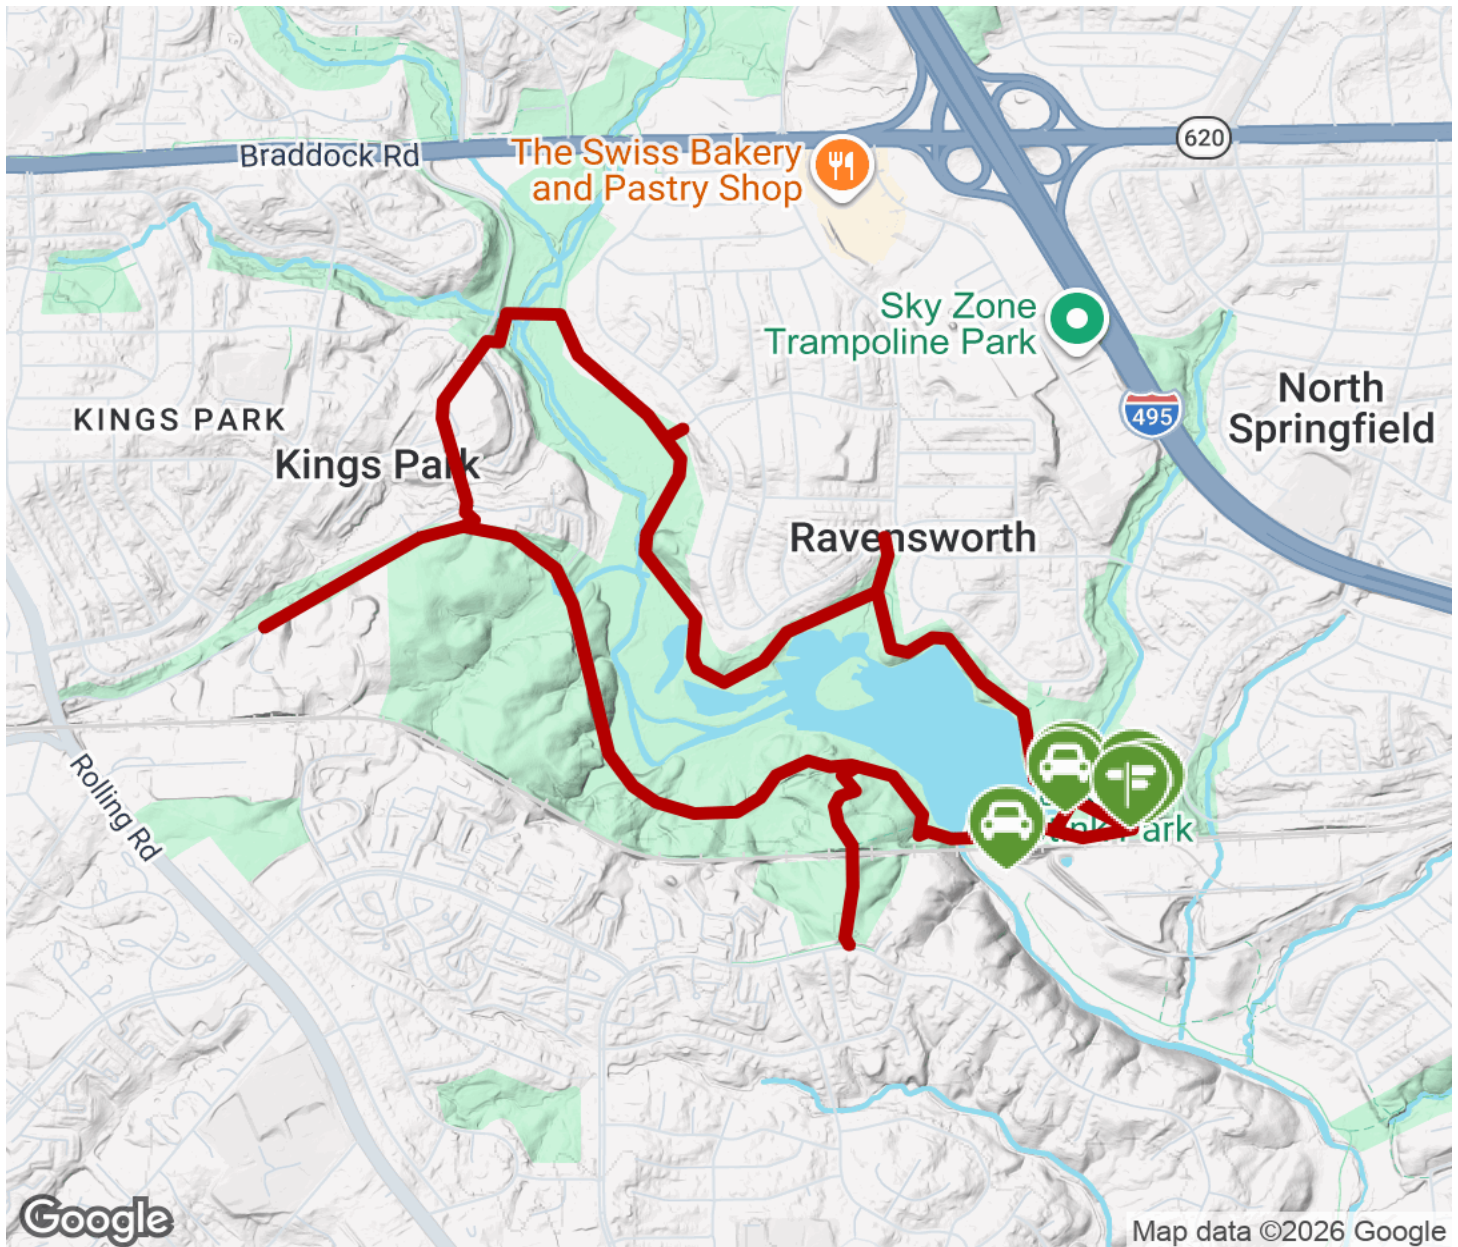 Braddock Rd
The Swiss Bakery
and Pastry Shop
620
Sky Zone
Trampoline Park
495
North
Springfield
KINGS PARK
Kings Park
Ravensworth
Rolling Rd
Park
Google
Map data ©2026 Google